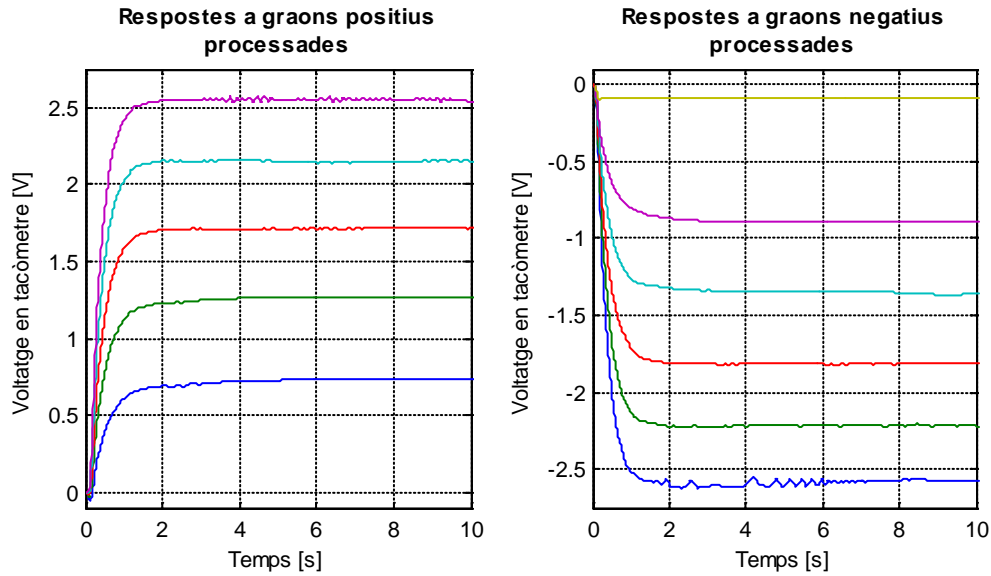 Respostes a graons positius
processades
Voltatge en tacòmetre [V]
2.5
2
1.5
1
0.5
0
0 2 4 6 8 10
Temps [s]
Respostes a graons negatius
processades
Voltatge en tacòmetre [V]
0
-0.5
-1
-1.5
-2
-2.5
0 2 4 6 8 10
Temps [s]